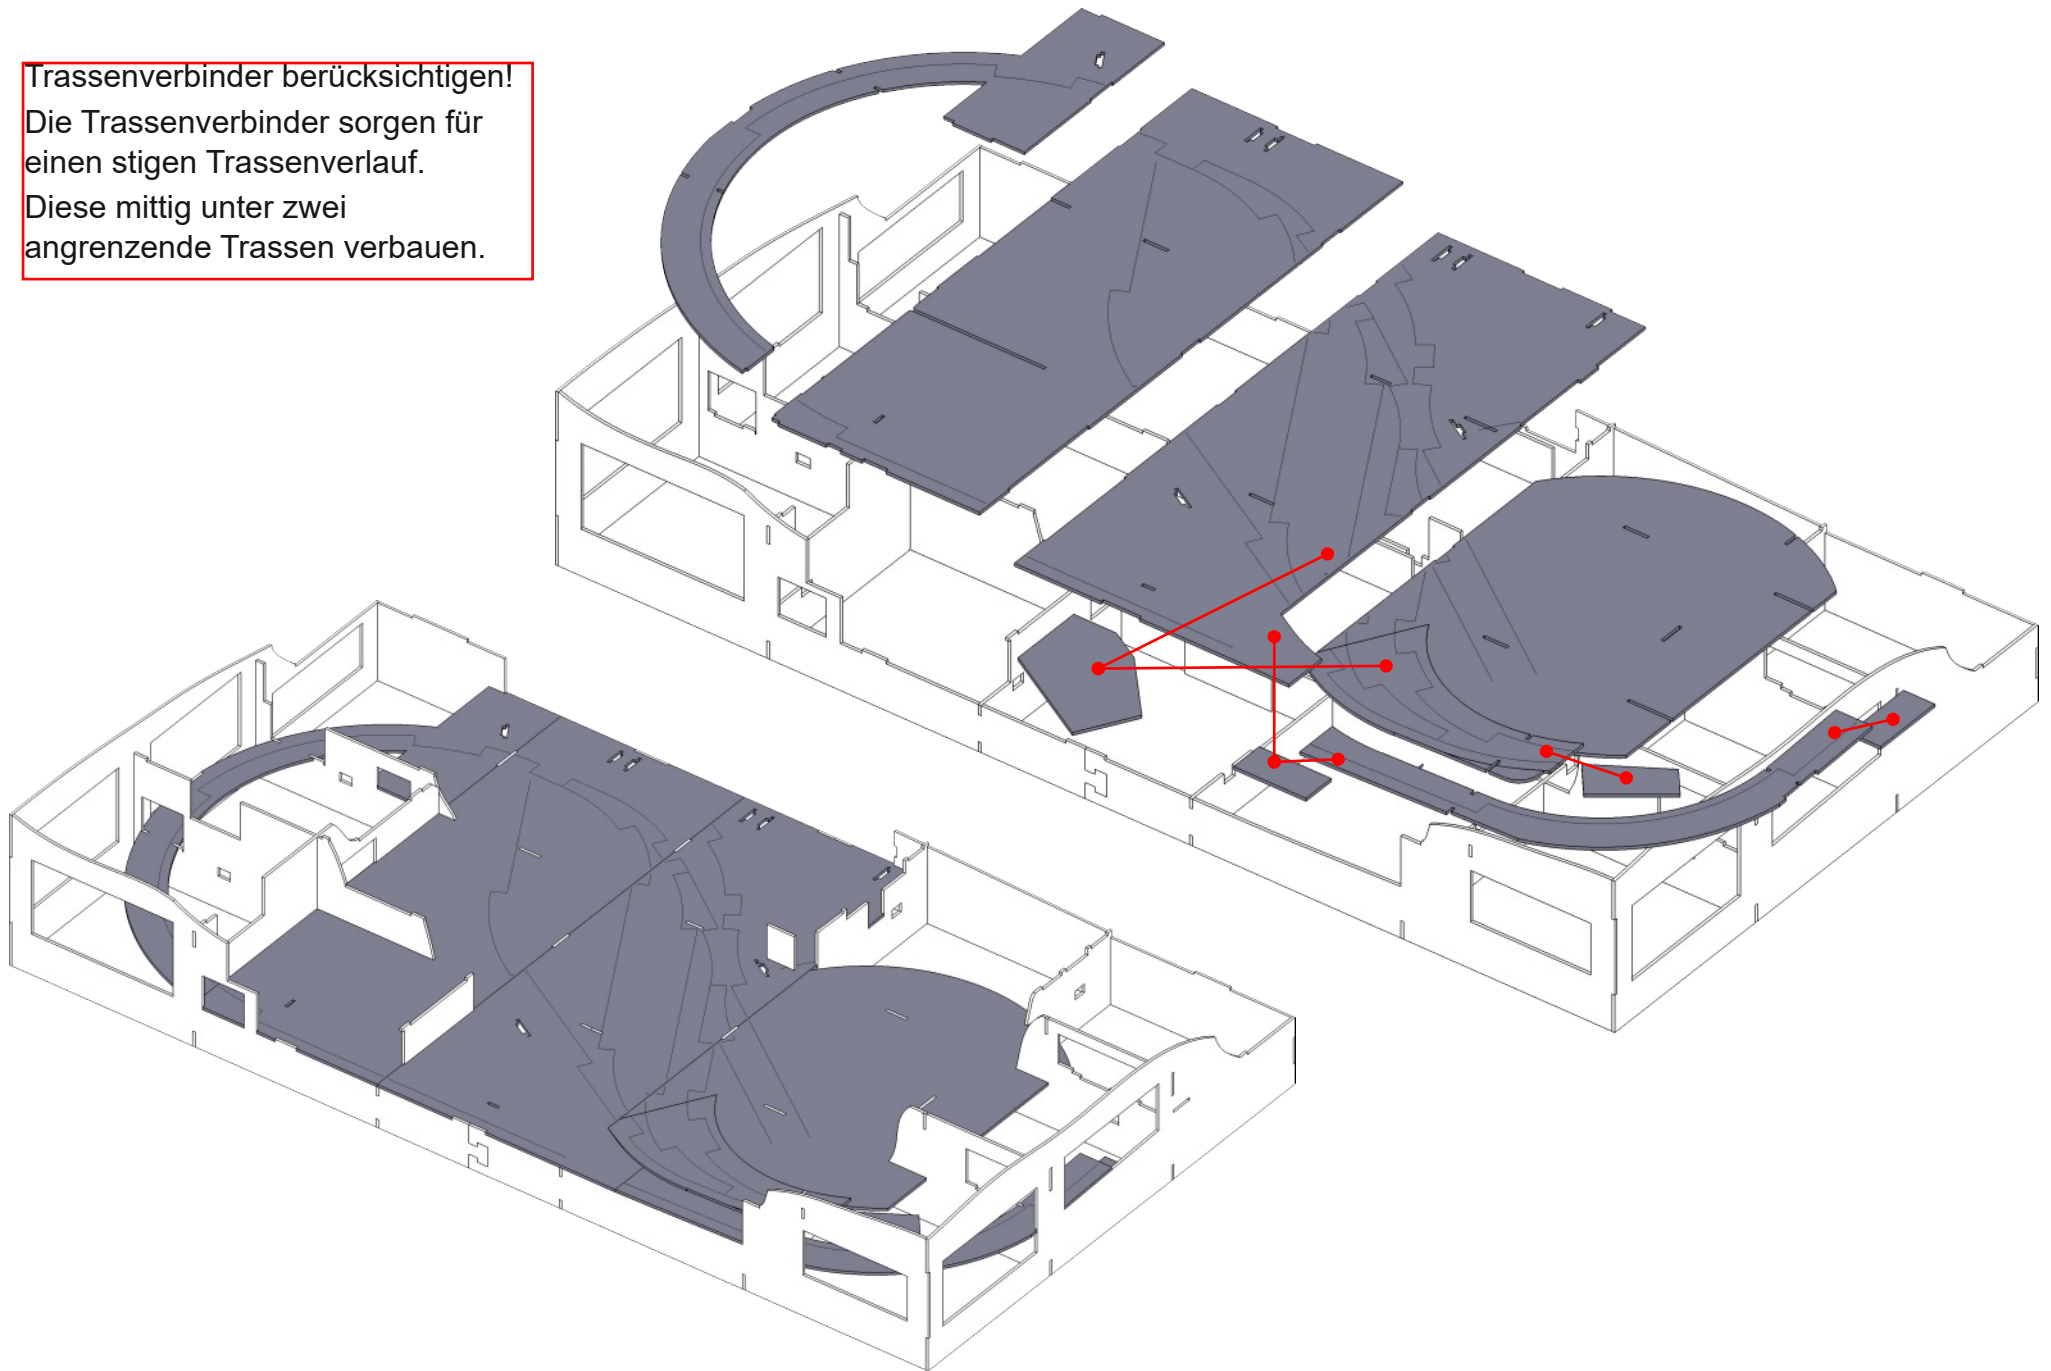 Trassenverbinder berücksichtigen!
Die Trassenverbinder sorgen für
einen stigen Trassenverlauf.
Diese mittig unter zwei
angrenzende Trassen verbauen.